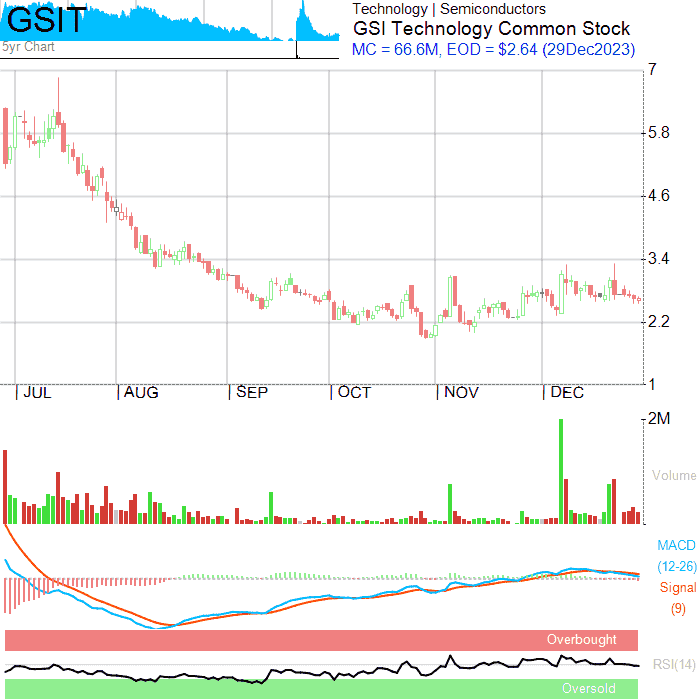 GSIT
5yr Chart
Technology | Semiconductors
GSI Technology Common Stock
MC = 66.6M, EOD = $2.64 (29Dec2023)
7
5.8
4.6
3.4
2.2
1
| JUL | AUG | SEP | OCT | NOV | DEC
2M
Volume
MACD
(12-26)
Signal
(9)
Overbought
RSI(14)
Oversold